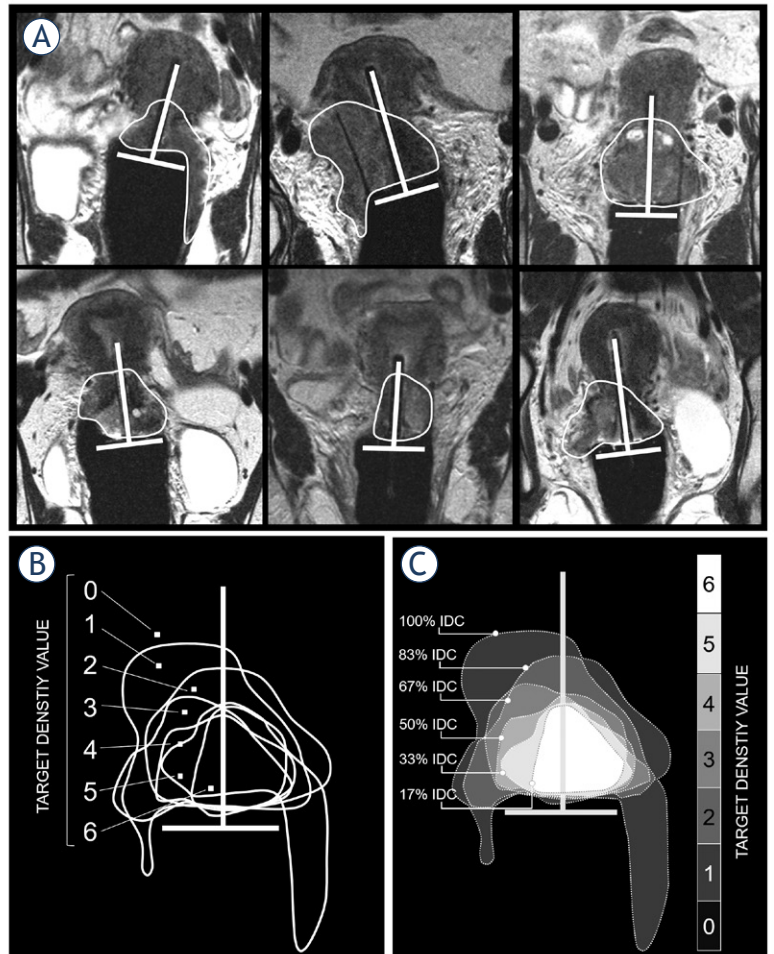 A
B
TARGET DENSTIY VALUE
0
1
2
3
4
5
6
C
100% IDC
83% IDC
67% IDC
50% IDC
33% IDC
17% IDC
6
5
4
3
2
1
0
TARGET DENSTIY VALUE